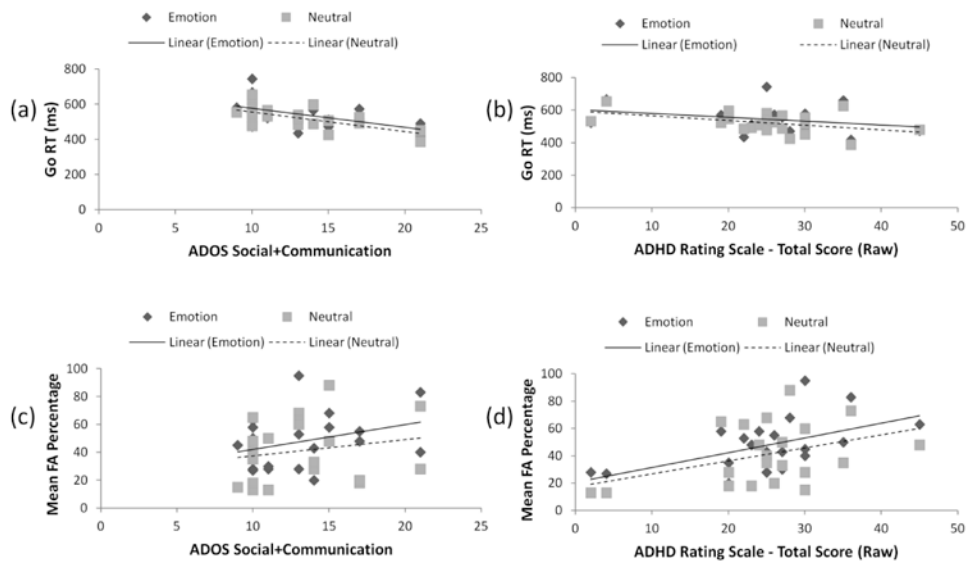 (a)
Emotion Neutral
Linear (Emotion) Linear (Neutral)
Go RT (ms)
800
600
400
200
0
0 5 10 15 20 25
ADOS Social+Communication
(b)
Emotion Neutral
Linear (Emotion) Linear (Neutral)
Go RT (ms)
800
600
400
200
0
0 10 20 30 40 50
ADHD Rating Scale - Total Score (Raw)
(c)
Emotion Neutral
Linear (Emotion) Linear (Neutral)
Mean FA Percentage
100
80
60
40
20
0
0 5 10 15 20 25
ADOS Social+Communication
(d)
Emotion Neutral
Linear (Emotion) Linear (Neutral)
Mean FA Percentage
100
80
60
40
20
0
0 10 20 30 40 50
ADHD Rating Scale - Total Score (Raw)